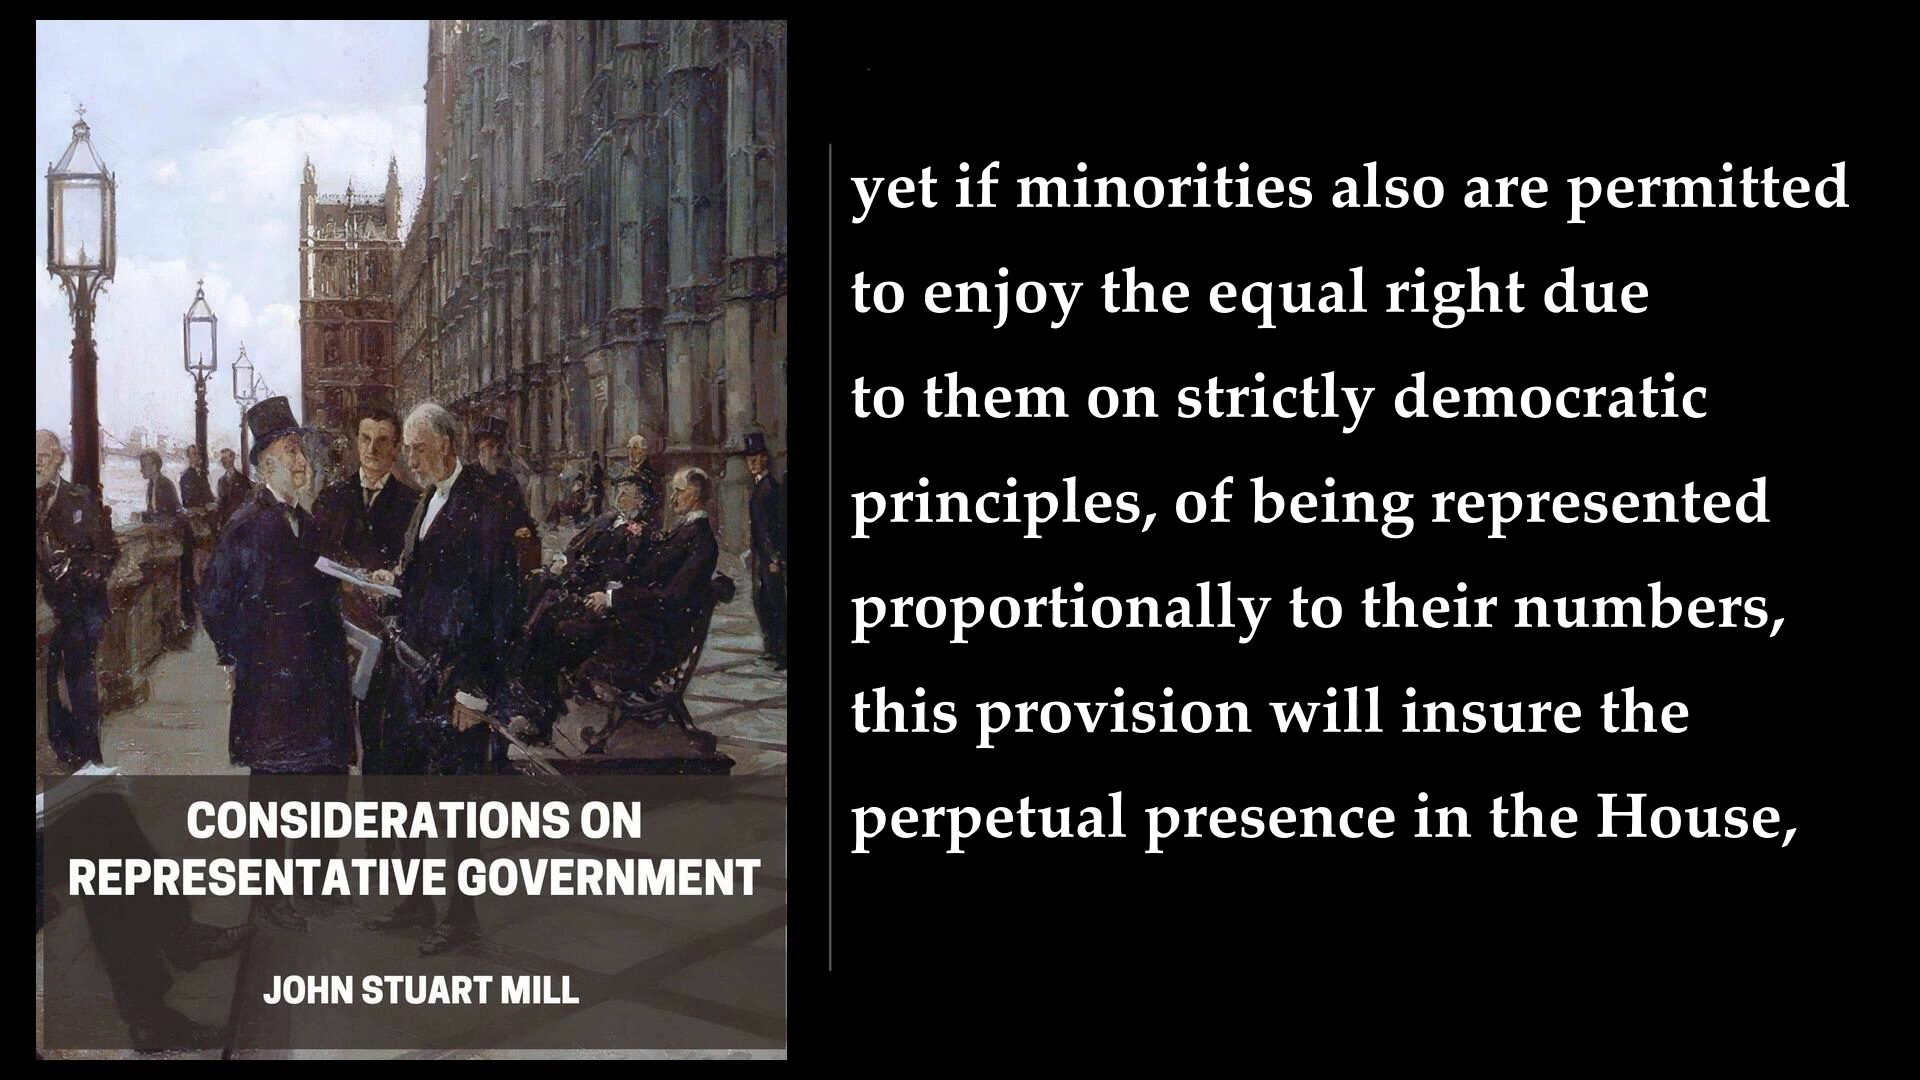 CONSIDERATIONS ON
REPRESENTATIVE GOVERNMENT
JOHN STUART MILL
yet if minorities also are permitted
to enjoy the equal right due
to them on strictly democratic
principles, of being represented
proportionally to their numbers,
this provision will insure the
perpetual presence in the House,